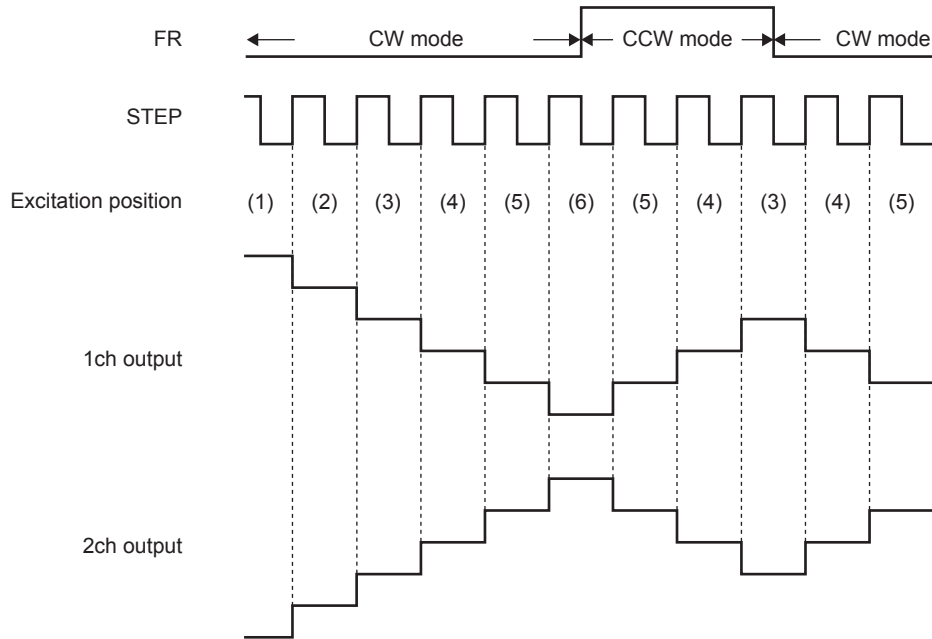 FR CW mode CCW mode CW mode
STEP
Excitation position (1) (2) (3) (4) (5) (6) (5) (4) (3) (4) (5)
1ch output
2ch output